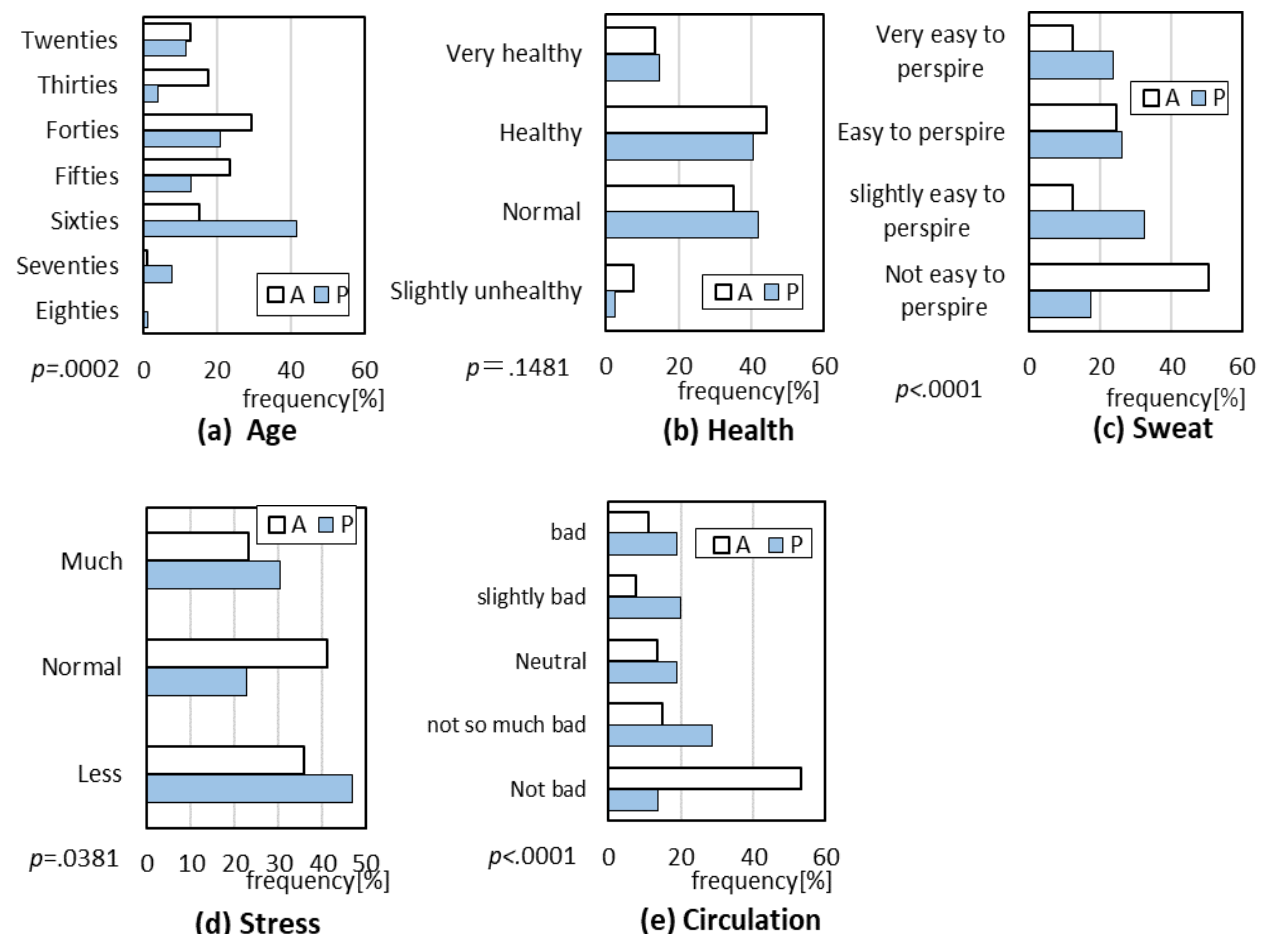 Twenties
Thirties
Forties
Fifties
Sixties
Seventies
Eighties
A P
p=.0002 0 20 40 60
frequency[%]
(a) Age
Very healthy
Healthy
Normal
Slightly unhealthy
A P
p＝.1481 0 20 40 60
frequency[%]
(b) Health
Very easy to
perspire
Easy to perspire
slightly easy to
perspire
Not easy to
perspire
A P
0 20 40 60
p<.0001
frequency[%]
(c) Sweat
A P
Much
Normal
Less
p=.0381 0 10 20 30 40 50
frequency[%]
(d) Stress
bad
A P
slightly bad
Neutral
not so much bad
Not bad
p<.0001 0 20 40 60
frequency[%]
(e) Circulation